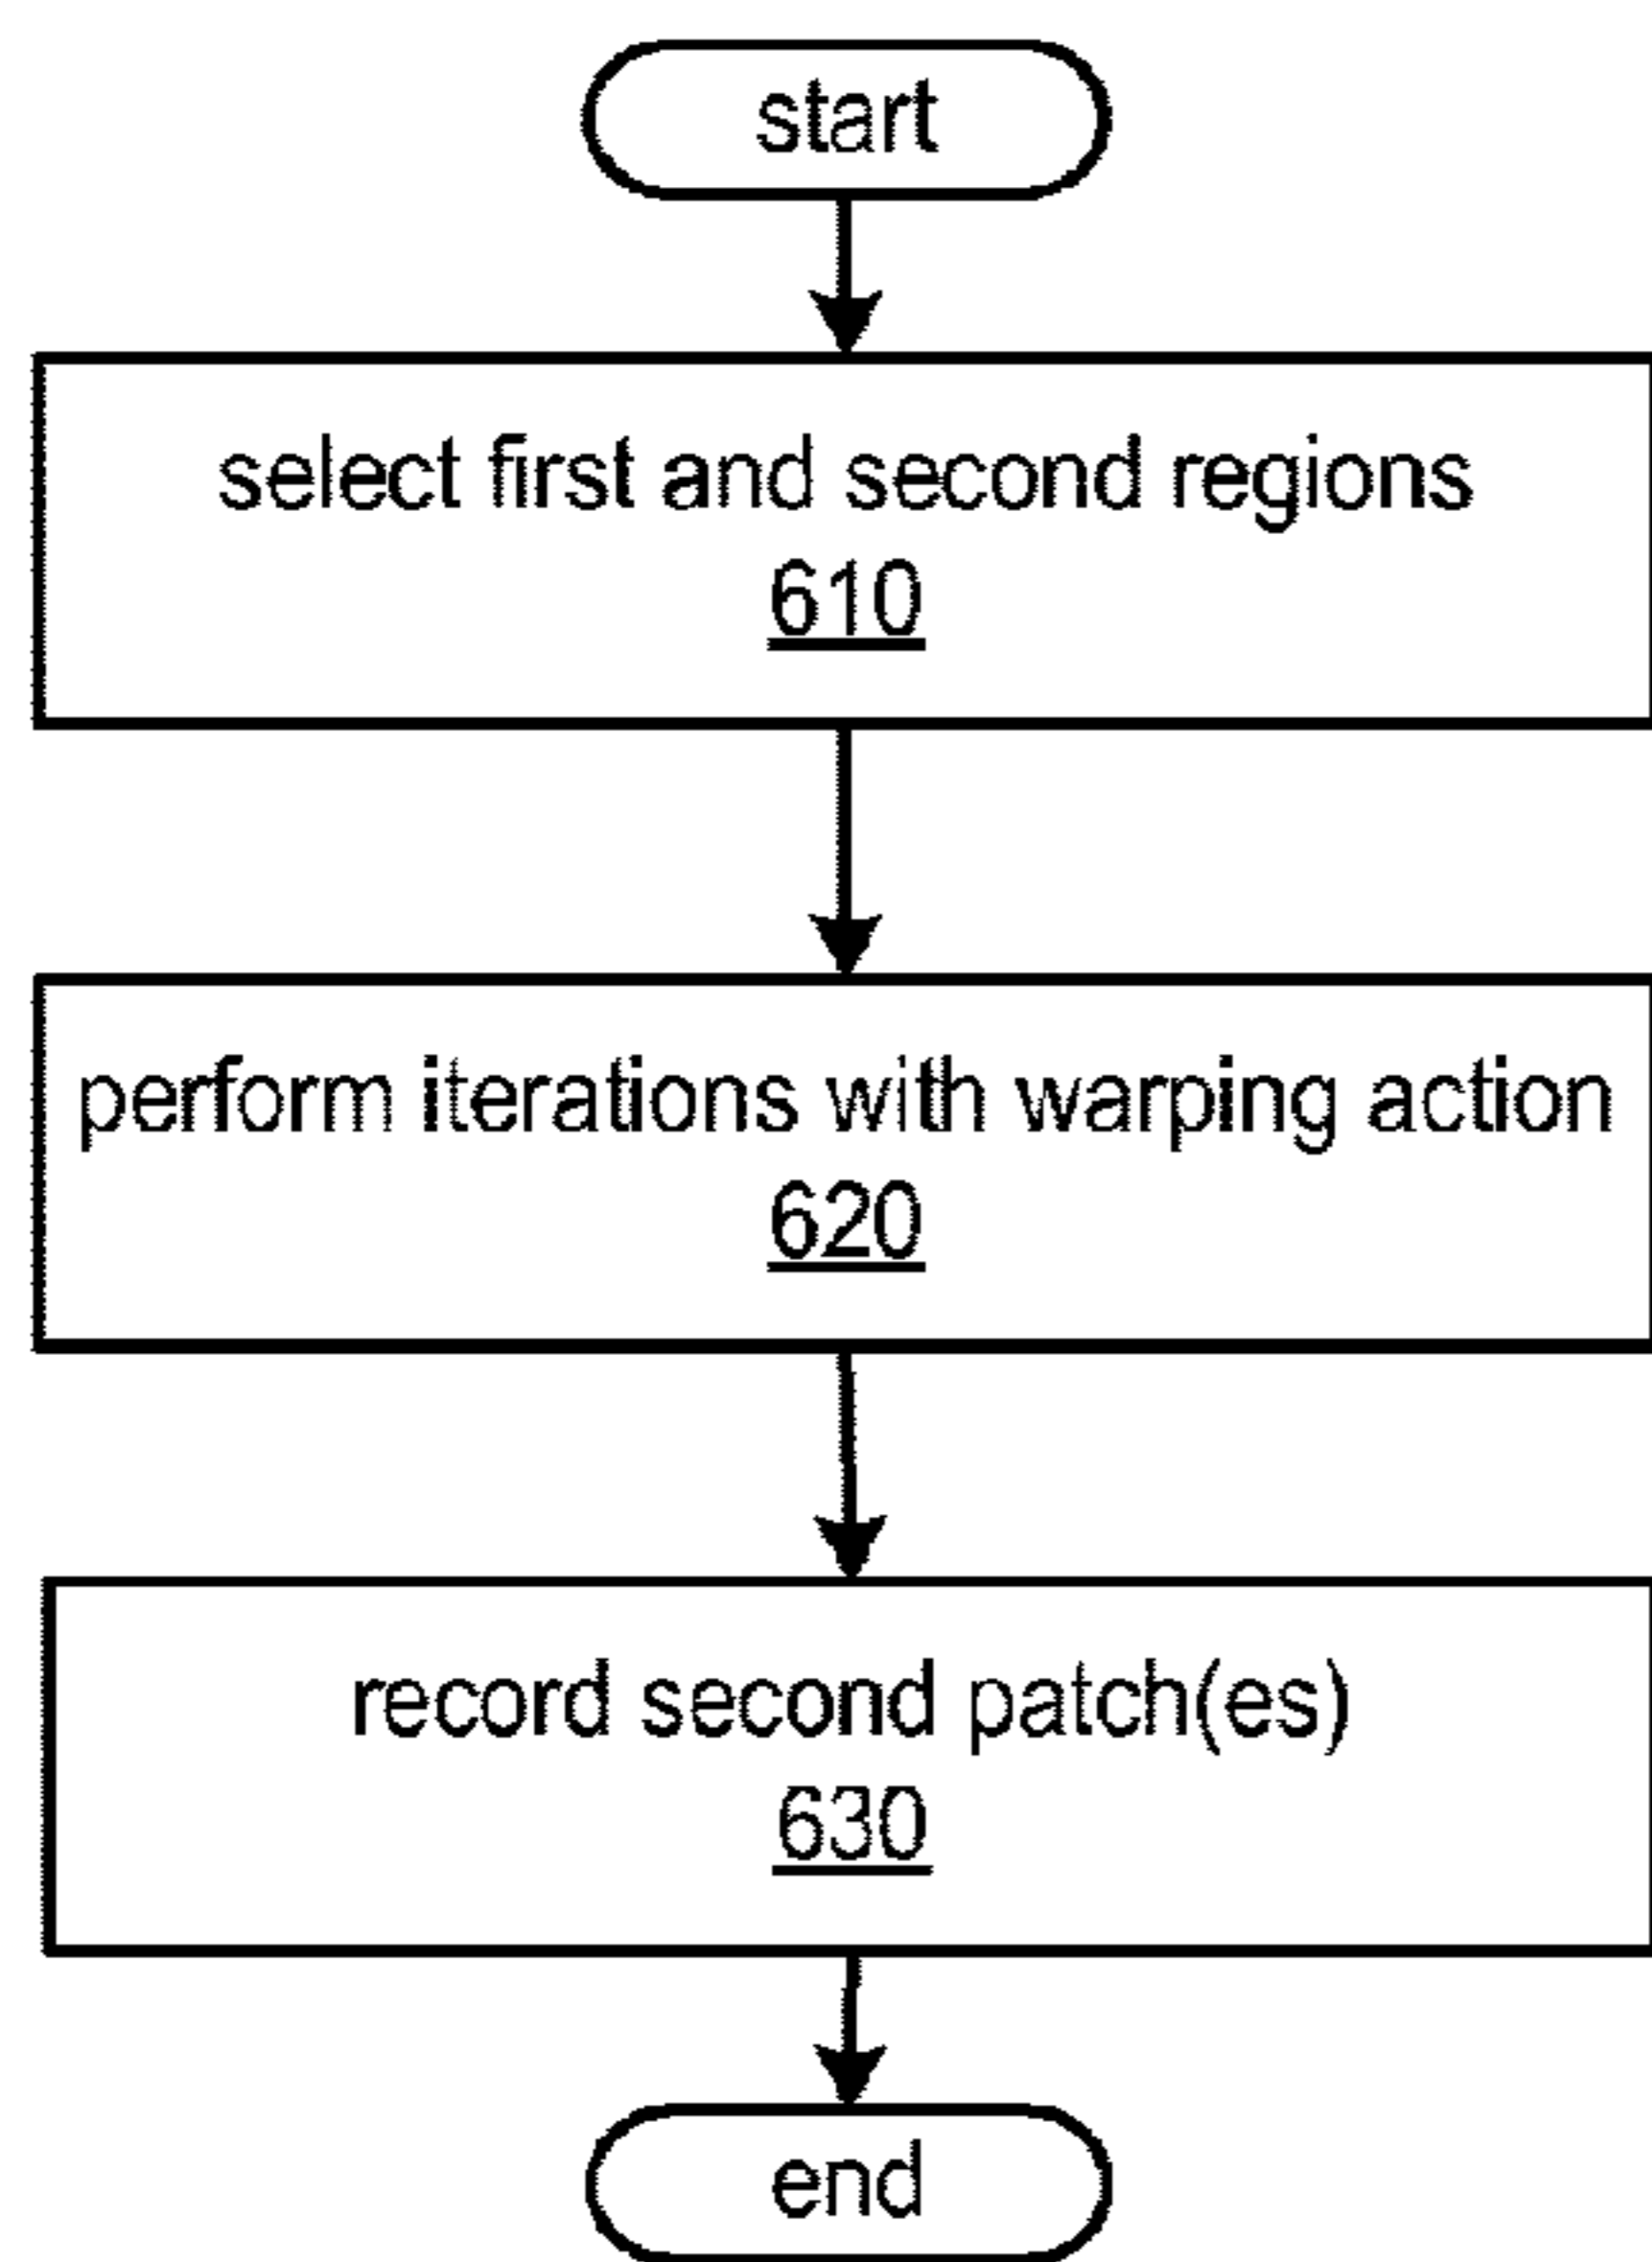 start
select first and second regions
610
perform iterations with warping action
620
record second patch(es)
630
end